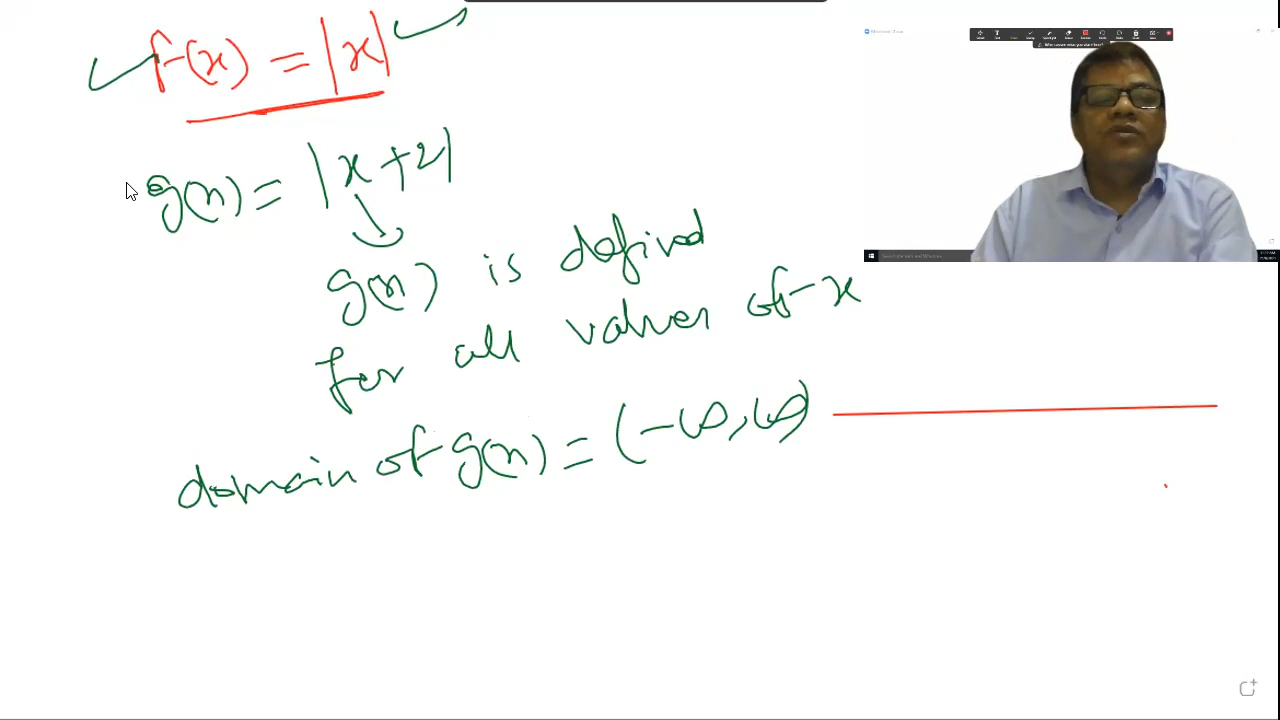 f(x) = |x|
g(x) = |x+2|
g(x) is defined
for all values of x
domain of g(x) = (-∞, ∞)